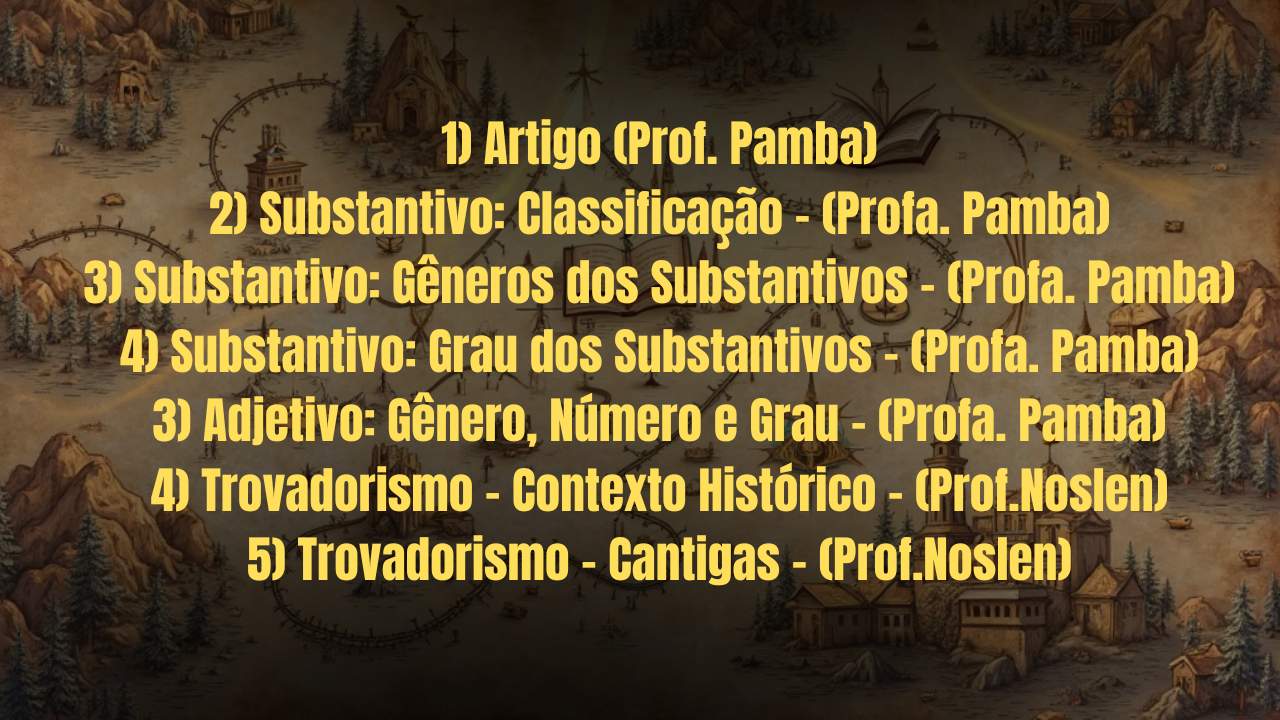 1) Artigo (Prof. Pamba)
2) Substantivo: Classificação - (Profa. Pamba)
3) Substantivo: Gêneros dos Substantivos - (Profa. Pamba)
4) Substantivo: Grau dos Substantivos - (Profa. Pamba)
3) Adjetivo: Gênero, Número e Grau - (Profa. Pamba)
4) Trovadorismo - Contexto Histórico - (Prof.Noslen)
5) Trovadorismo - Cantigas - (Prof.Noslen)